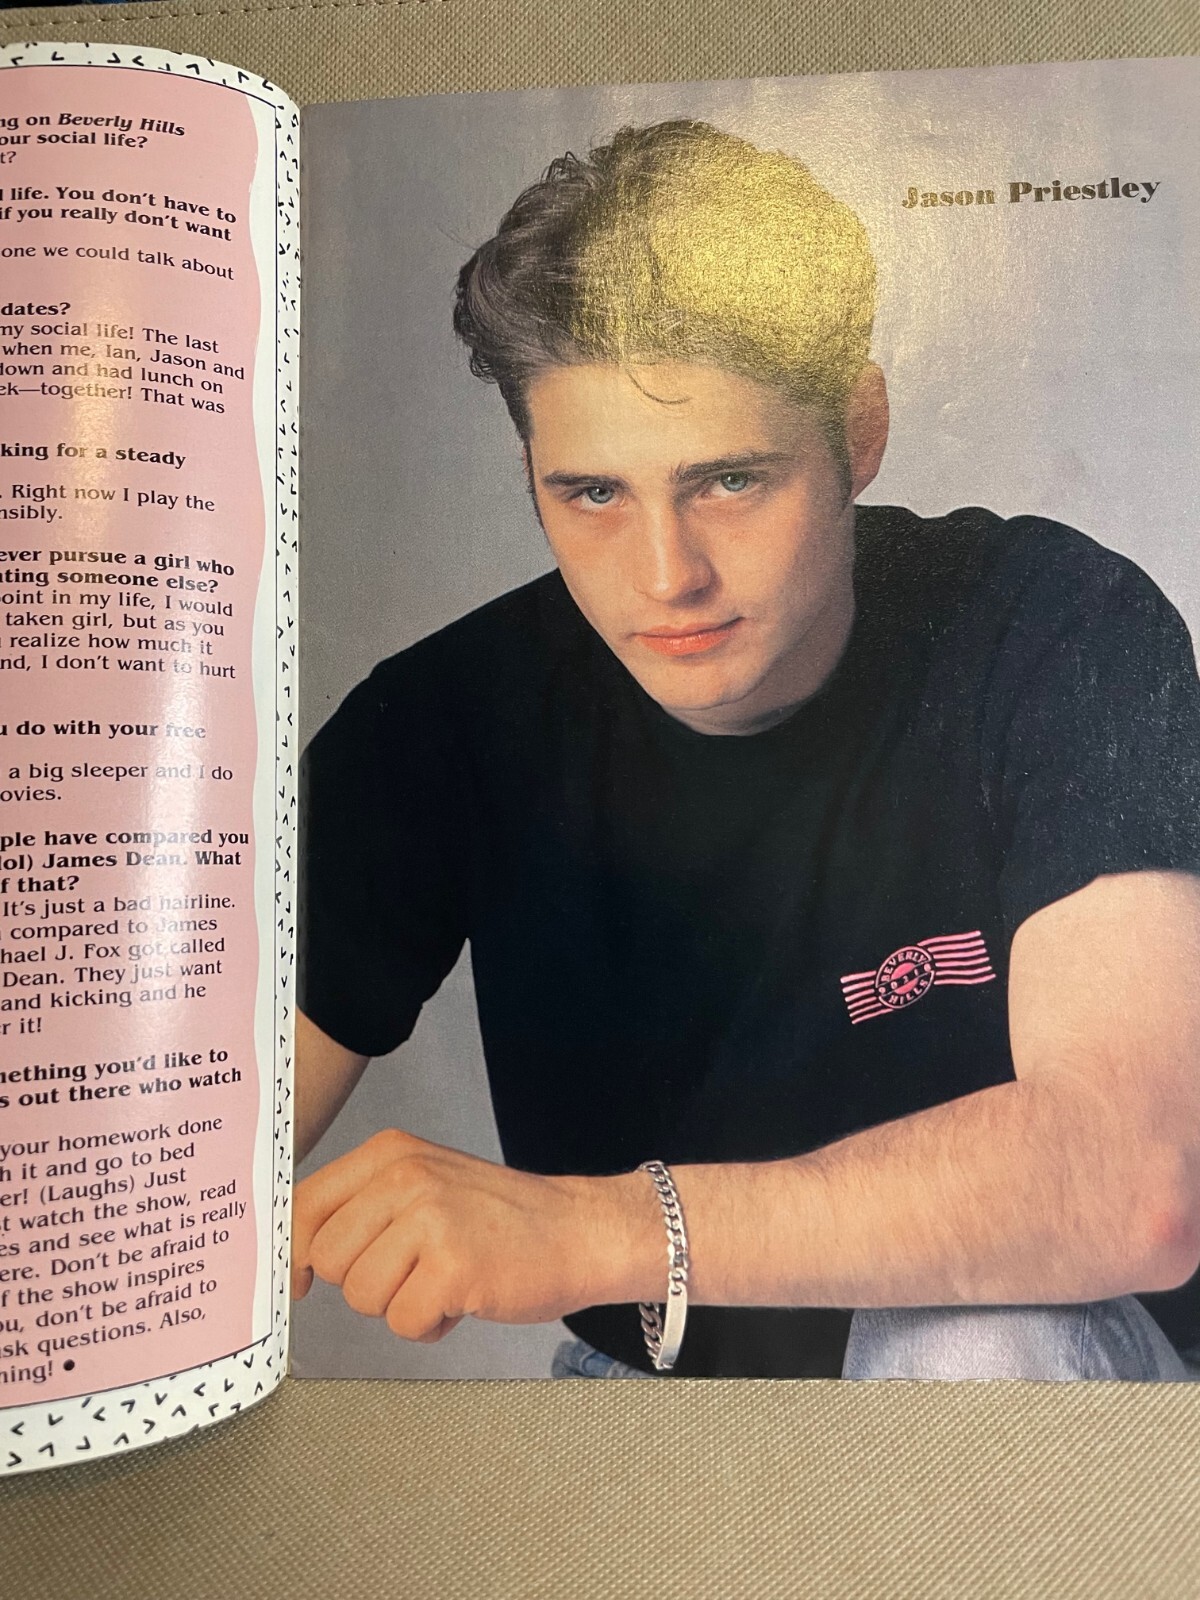 ng on Beverly Hills
our social life?
t?
l life. You don't have to
if you really don't want
one we could talk about
dates?
my social life! The last
when me, Ian, Jason and
down and had lunch on
ek—together! That was
king for a steady
. Right now I play the
nsibly.
ever pursue a girl who
ating someone else?
oint in my life, I would
taken girl, but as you
realize how much it
nd, I don't want to hurt
u do with your free
a big sleeper and I do
ovies.
ple have compared you
dol) James Dean. What
f that?
It's just a bad hairline.
compared to James
hael J. Fox got called
Dean. They just want
and kicking and he
r it!
nething you'd like to
s out there who watch
your homework done
h it and go to bed
er! (Laughs) Just
t watch the show, read
es and see what is really
ere. Don't be afraid to
f the show inspires
ou, don't be afraid to
sk questions. Also,
hing! •
Jason Priestley
BEVERLY
90210
HILLS